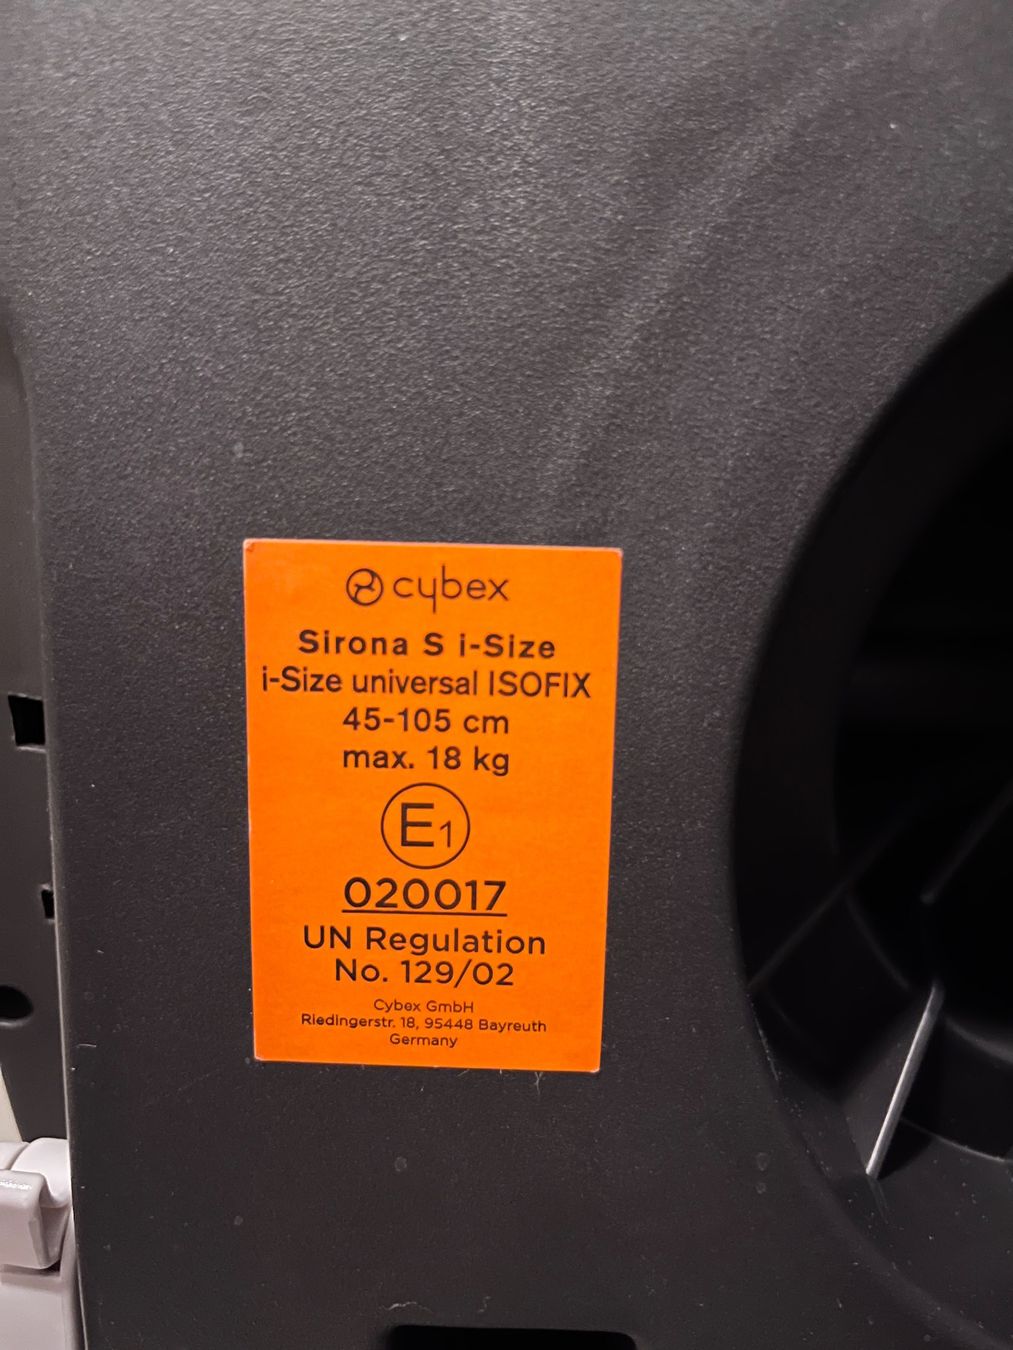 cybex
Sirona S i-Size
i-Size universal ISOFIX
45-105 cm
max. 18 kg
E1
020017
UN Regulation
No. 129/02
Cybex GmbH
Riedingerstr. 18, 95448 Bayreuth
Germany